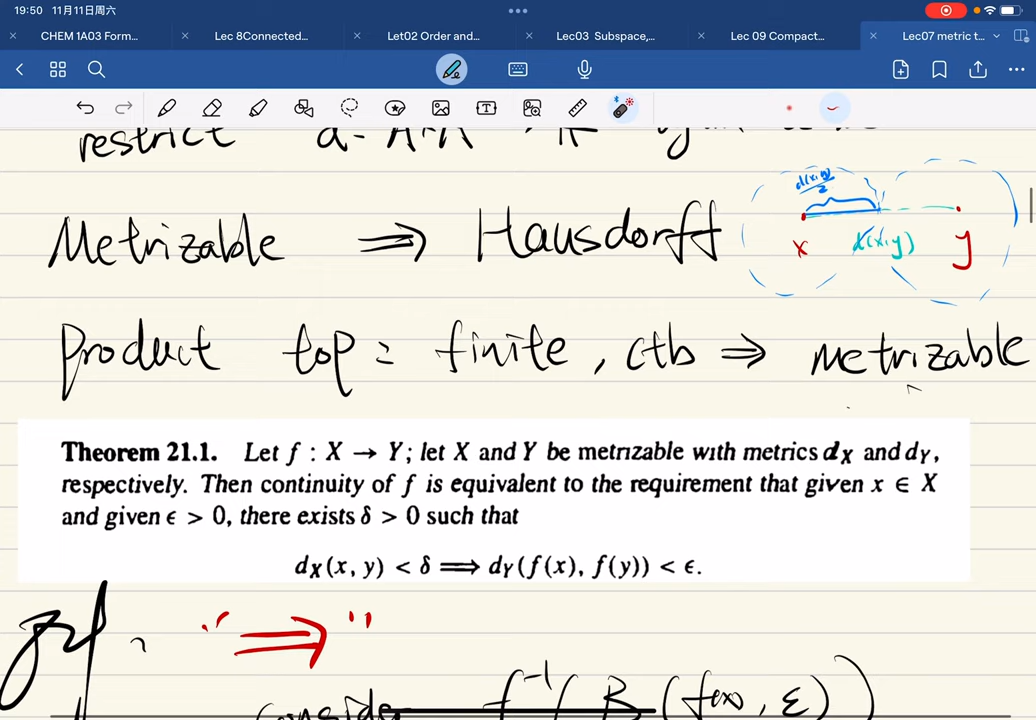 19:50 11月11日周六
CHEM 1A03 Form...
Lec 8Connected...
Let02 Order and...
Lec03 Subspace,...
Lec 09 Compact...
Lec07 metric t...
restrict
Metrizable ⟹ Hausdorff
d(x,y)/2
x d(x,y) y
Product top = finite, ctb ⟹ metrizable
Theorem 21.1. Let f : X → Y; let X and Y be metrizable with metrics dX and dY,
respectively. Then continuity of f is equivalent to the requirement that given x ∈ X
and given ϵ > 0, there exists δ > 0 such that
dX(x, y) < δ ⟹ dY(f(x), f(y)) < ϵ.
"⟹"
consider f⁻¹( B (f(x), ε))